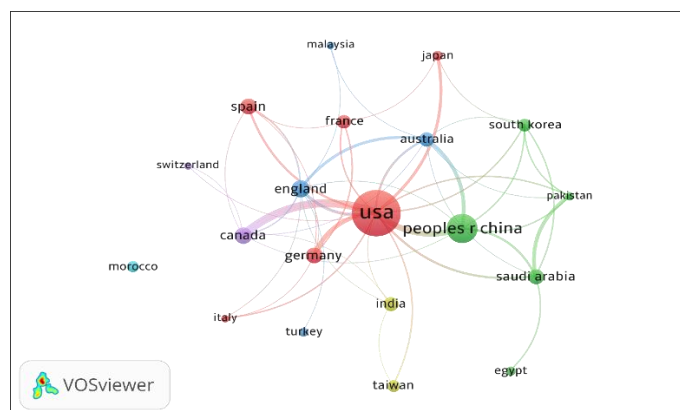 malaysia
japan
spain
france
australia
south korea
switzerland
england
pakistan
usa
canada
peoples r china
germany
morocco
saudi arabia
india
italy
turkey
egypt
taiwan
VOSviewer